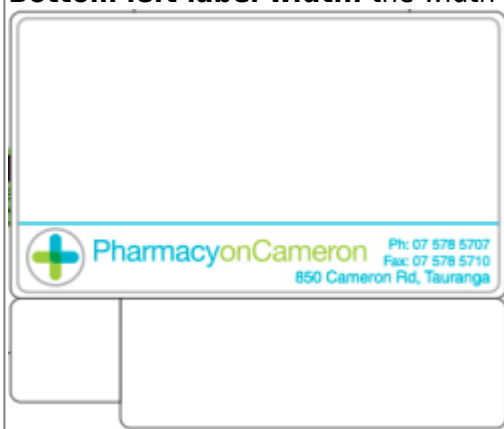 Bottom left label width: the width
PharmacyonCameron
Ph: 07 578 5707
Fax: 07 578 5710
850 Cameron Rd, Tauranga